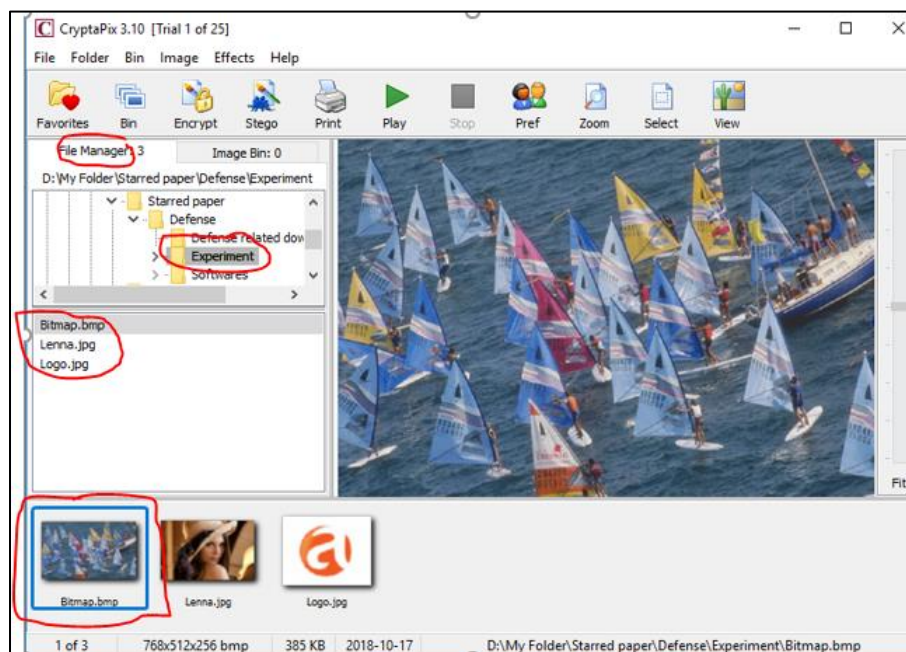 CryptaPix 3.10 [Trial 1 of 25]
File Folder Bin Image Effects Help
Favorites Bin Encrypt Stego Print Play Stop Pref Zoom Select View
File Manager: 3 Image Bin: 0
D:\My Folder\Starred paper\Defense\Experiment
Starred paper
Defense
Defense related dow
Experiment
Softwares
Bitmap.bmp
Lenna.jpg
Logo.jpg
Fit
Bitmap.bmp Lenna.jpg Logo.jpg
1 of 3 768x512x256 bmp 385 KB 2018-10-17 D:\My Folder\Starred paper\Defense\Experiment\Bitmap.bmp